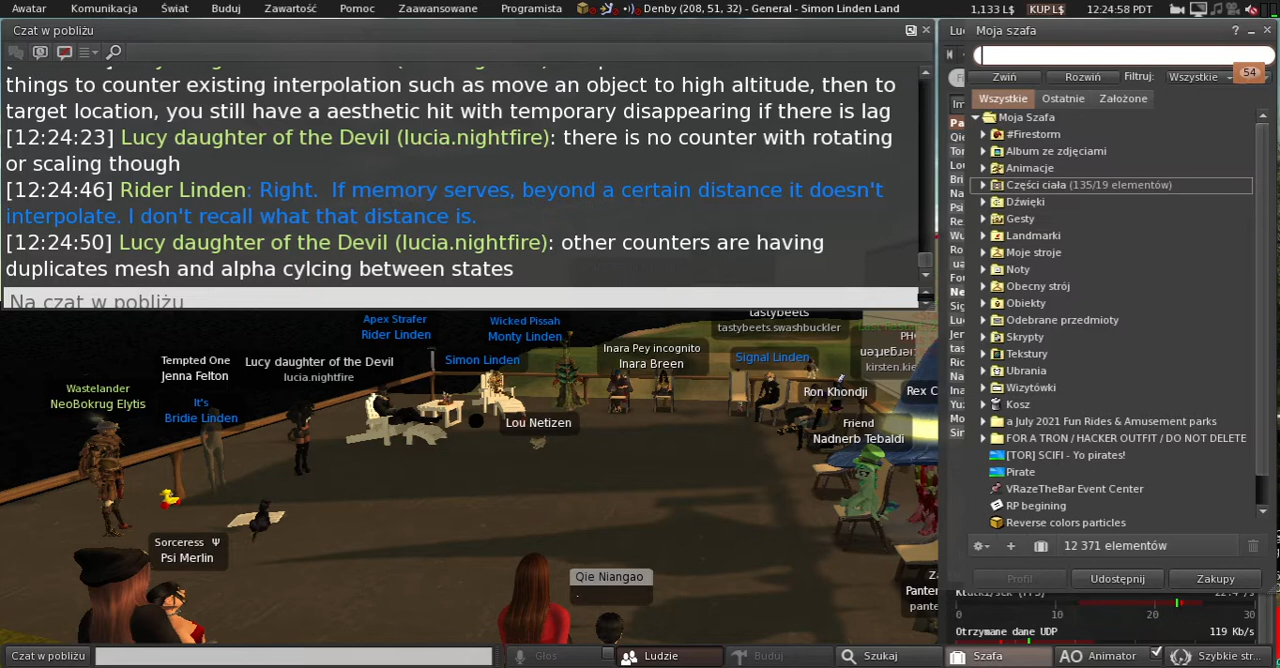 Awatar Komunikacja Świat Buduj Zawartość Pomoc Zaawansowane Programista Denby (208, 51, 32) - General - Simon Linden Land 1,133 L$ KUP L$ 12:24:58 PDT
Czat w pobliżu
things to counter existing interpolation such as move an object to high altitude, then to
target location, you still have a aesthetic hit with temporary disappearing if there is lag
[12:24:23] Lucy daughter of the Devil (lucia.nightfire): there is no counter with rotating
or scaling though
[12:24:46] Rider Linden: Right.  If memory serves, beyond a certain distance it doesn't
interpolate. I don't recall what that distance is.
[12:24:50] Lucy daughter of the Devil (lucia.nightfire): other counters are having
duplicates mesh and alpha cylcing between states
Na czat w pobliżu
Moja szafa
54
Zwiń Rozwiń Filtruj: Wszystkie
Wszystkie Ostatnie Założone
Moja Szafa
#Firestorm
Album ze zdjęciami
Animacje
Części ciała (135/19 elementów)
Dźwięki
Gesty
Landmarki
Moje stroje
Noty
Obecny strój
Obiekty
Odebrane przedmioty
Skrypty
Tekstury
Ubrania
Wizytówki
Kosz
a July 2021 Fun Rides & Amusement parks
FOR A TRON / HACKER OUTFIT / DO NOT DELETE
[TOR] SCIFI - Yo pirates!
Pirate
VRazeTheBar Event Center
RP begining
Reverse colors particles
12 371 elementów
Profil Udostępnij Zakupy
0 10 20 30
Otrzymane dane UDP 119 Kb/s
Apex Strafer
Rider Linden
Wicked Pissah
Monty Linden
tastybeets
tastybeets.swashbuckler
Tempted One
Jenna Felton
Lucy daughter of the Devil
lucia.nightfire
Simon Linden
Inara Pey incognito
Inara Breen
Signal Linden
Wastelander
NeoBokrug Elytis
It's
Bridie Linden
Lou Netizen
Ron Khondji
Rex
Friend
Nadnerb Tebaldi
Sorceress Ψ
Psi Merlin
Qie Niangao
.
Czat w pobliżu Głos Ludzie Buduj Szukaj Szafa AO Animator Szybkie str...